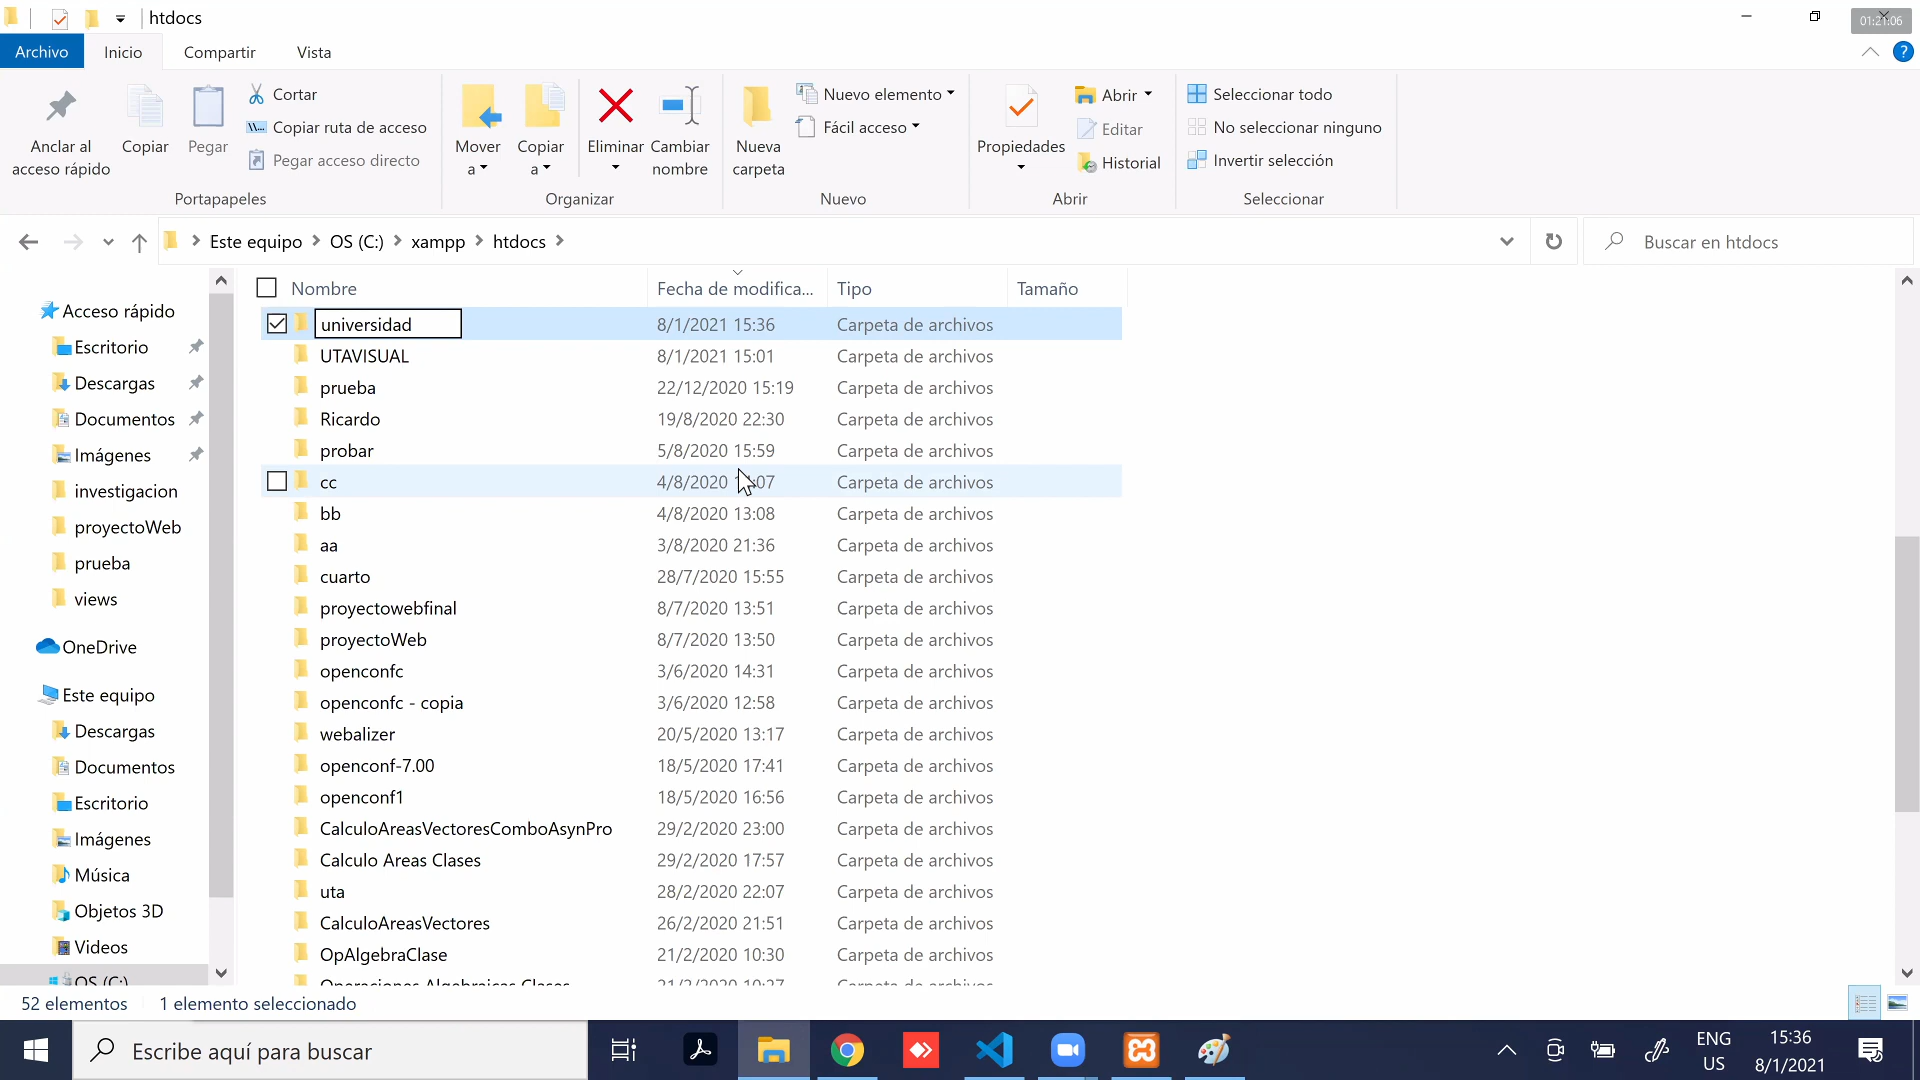 htdocs
01:21:06
Archivo Inicio Compartir Vista
Anclar al acceso rápido
Copiar
Pegar
Cortar
Copiar ruta de acceso
Pegar acceso directo
Portapapeles
Mover a
Copiar a
Eliminar
Cambiar nombre
Organizar
Nueva carpeta
Nuevo elemento
Fácil acceso
Nuevo
Propiedades
Abrir
Editar
Historial
Abrir
Seleccionar todo
No seleccionar ninguno
Invertir selección
Seleccionar
Este equipo > OS (C:) > xampp > htdocs >
Buscar en htdocs
Acceso rápido
Escritorio
Descargas
Documentos
Imágenes
investigacion
proyectoWeb
prueba
views
OneDrive
Este equipo
Descargas
Documentos
Escritorio
Imágenes
Música
Objetos 3D
Videos
OS (C:)
Nombre Fecha de modifica... Tipo Tamaño
universidad 8/1/2021 15:36 Carpeta de archivos
UTAVISUAL 8/1/2021 15:01 Carpeta de archivos
prueba 22/12/2020 15:19 Carpeta de archivos
Ricardo 19/8/2020 22:30 Carpeta de archivos
probar 5/8/2020 15:59 Carpeta de archivos
cc 4/8/2020 :07 Carpeta de archivos
bb 4/8/2020 13:08 Carpeta de archivos
aa 3/8/2020 21:36 Carpeta de archivos
cuarto 28/7/2020 15:55 Carpeta de archivos
proyectowebfinal 8/7/2020 13:51 Carpeta de archivos
proyectoWeb 8/7/2020 13:50 Carpeta de archivos
openconfc 3/6/2020 14:31 Carpeta de archivos
openconfc - copia 3/6/2020 12:58 Carpeta de archivos
webalizer 20/5/2020 13:17 Carpeta de archivos
openconf-7.00 18/5/2020 17:41 Carpeta de archivos
openconf1 18/5/2020 16:56 Carpeta de archivos
CalculoAreasVectoresComboAsynPro 29/2/2020 23:00 Carpeta de archivos
Calculo Areas Clases 29/2/2020 17:57 Carpeta de archivos
uta 28/2/2020 22:07 Carpeta de archivos
CalculoAreasVectores 26/2/2020 21:51 Carpeta de archivos
OpAlgebraClase 21/2/2020 10:30 Carpeta de archivos
Operaciones Algebraicas Clases 21/2/2020 10:27 Carpeta de archivos
52 elementos 1 elemento seleccionado
Escribe aquí para buscar
ENG
US
15:36
8/1/2021